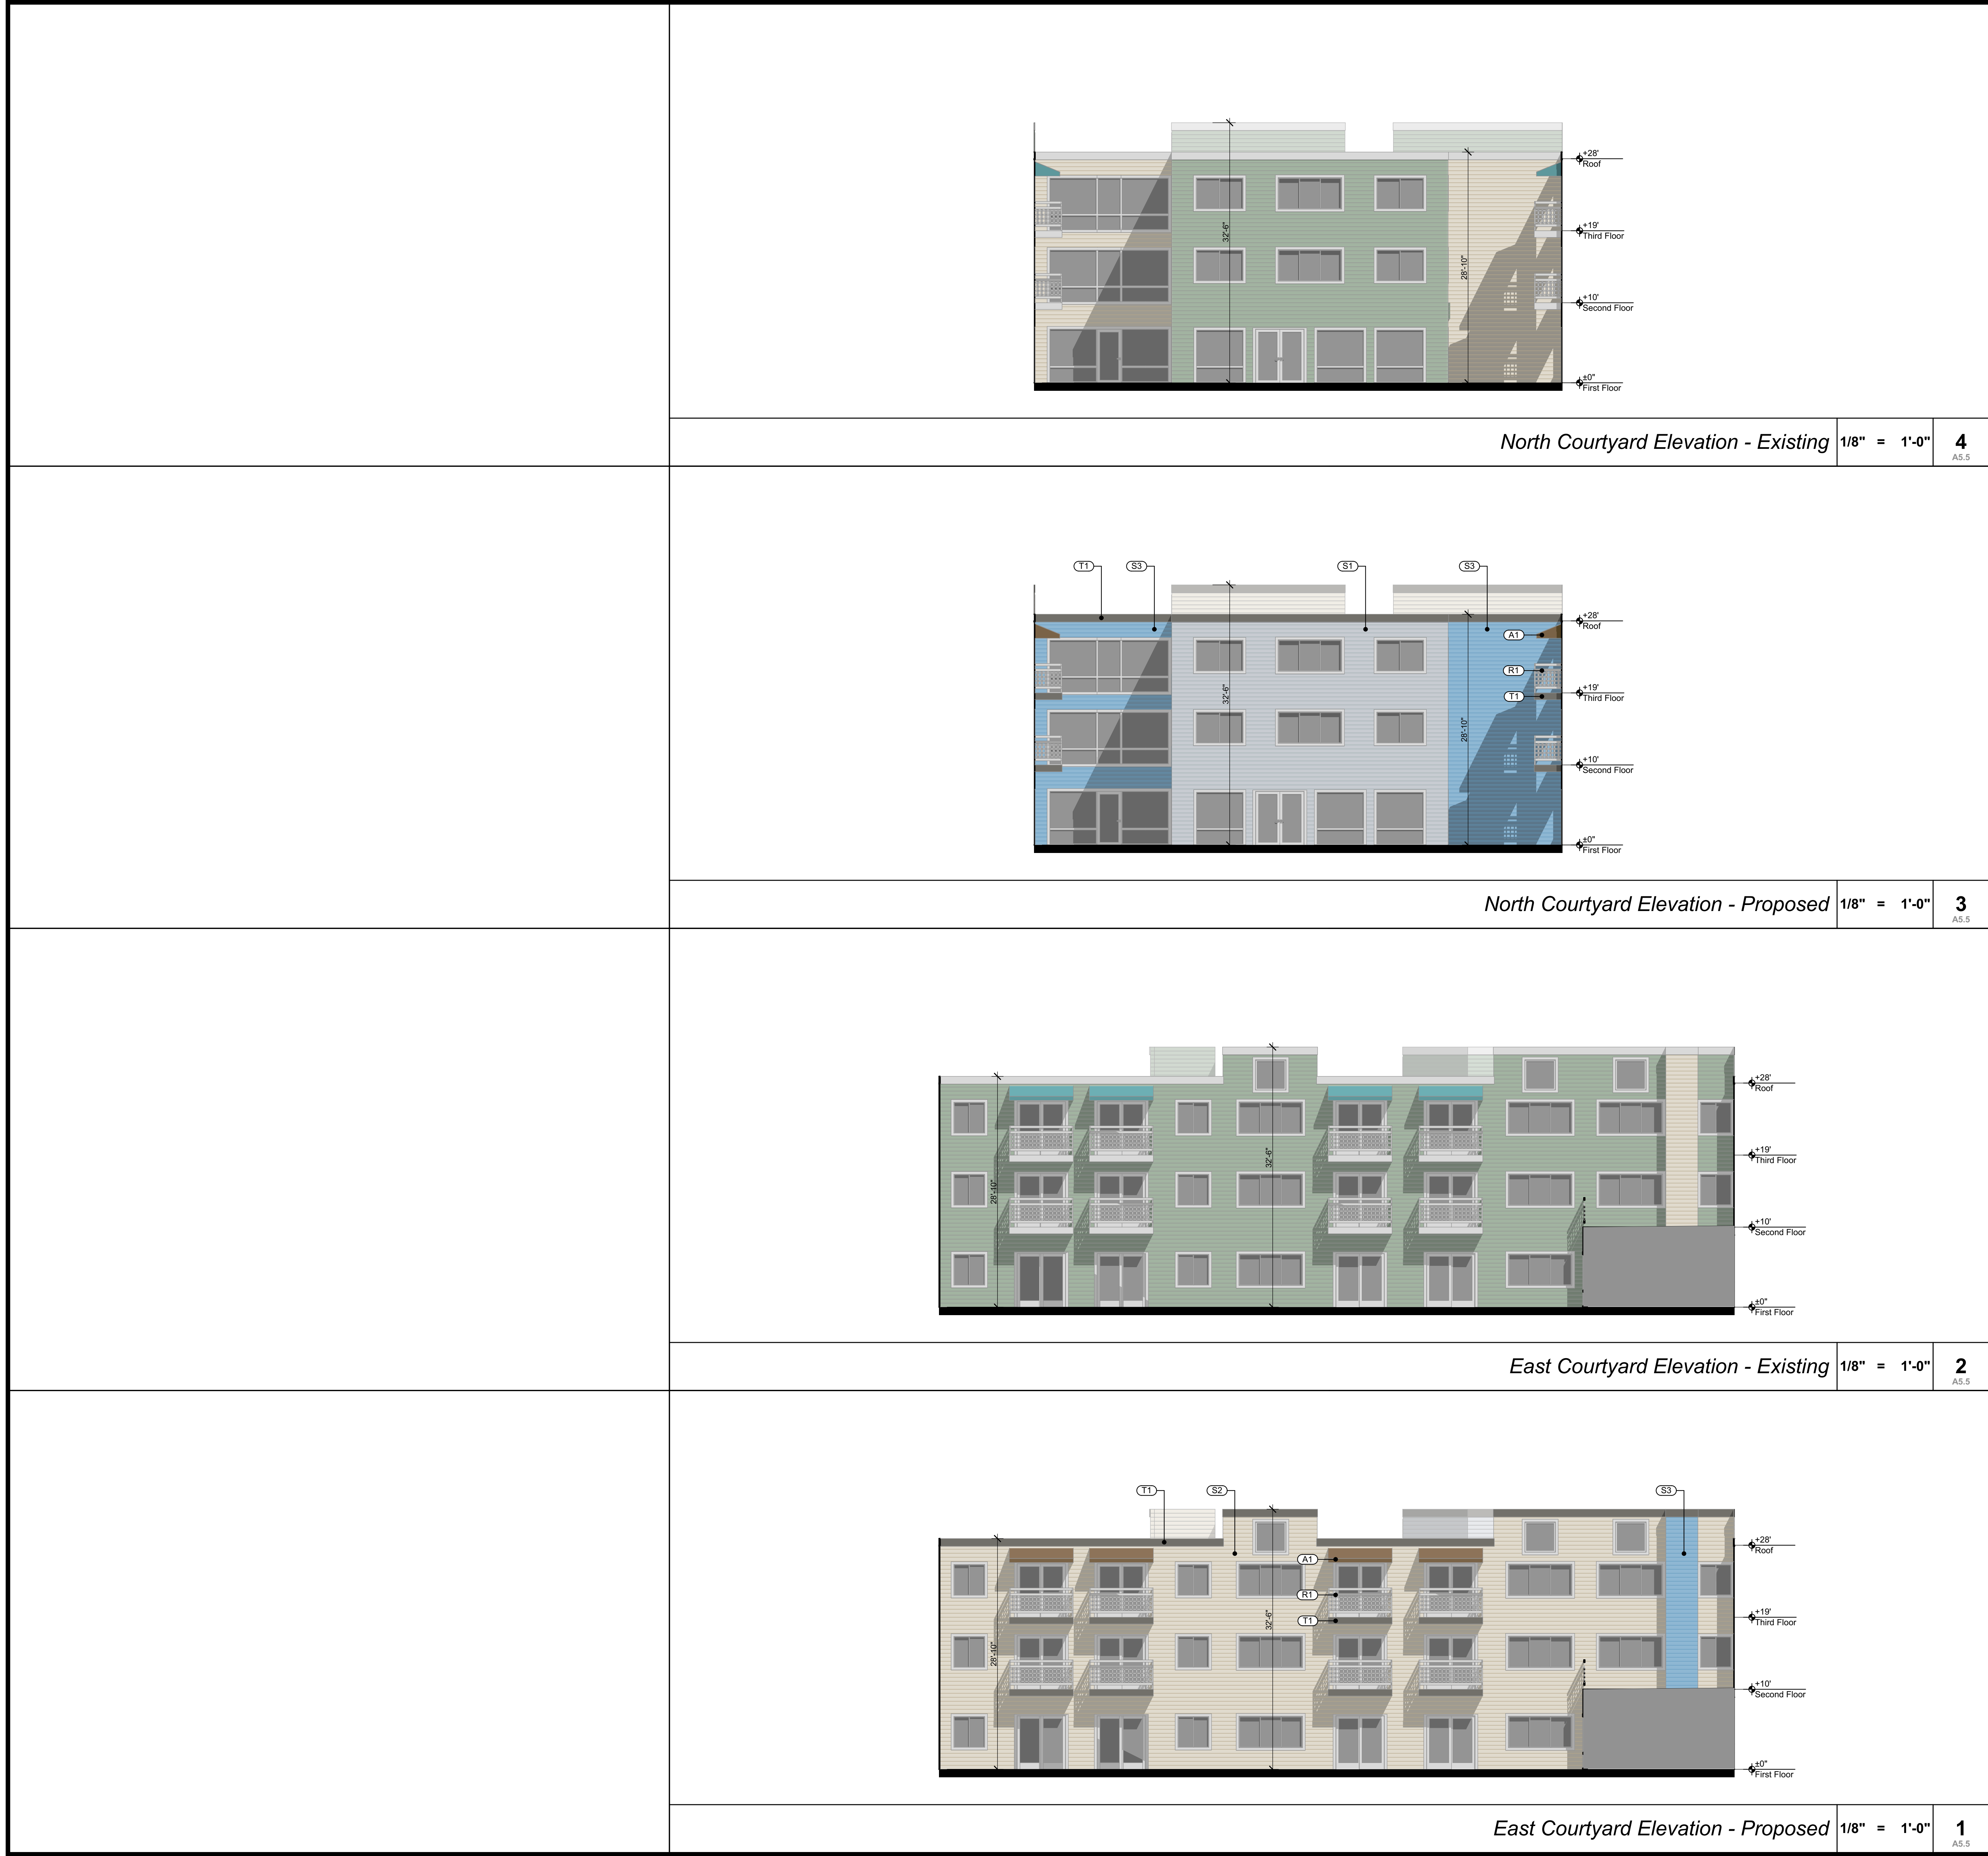 32'-6"
28'-10"
+28'
Roof
+19'
Third Floor
+10'
Second Floor
±0"
First Floor
North Courtyard Elevation - Existing 1/8" = 1'-0" 4
A5.5
T1 S3 S1 S3
A1
R1
T1
32'-6"
28'-10"
+28'
Roof
+19'
Third Floor
+10'
Second Floor
±0"
First Floor
North Courtyard Elevation - Proposed 1/8" = 1'-0" 3
A5.5
28'-10"
32'-6"
+28'
Roof
+19'
Third Floor
+10'
Second Floor
±0"
First Floor
East Courtyard Elevation - Existing 1/8" = 1'-0" 2
A5.5
T1 S2 S3
A1
R1
T1
28'-10"
32'-6"
+28'
Roof
+19'
Third Floor
+10'
Second Floor
±0"
First Floor
East Courtyard Elevation - Proposed 1/8" = 1'-0" 1
A5.5